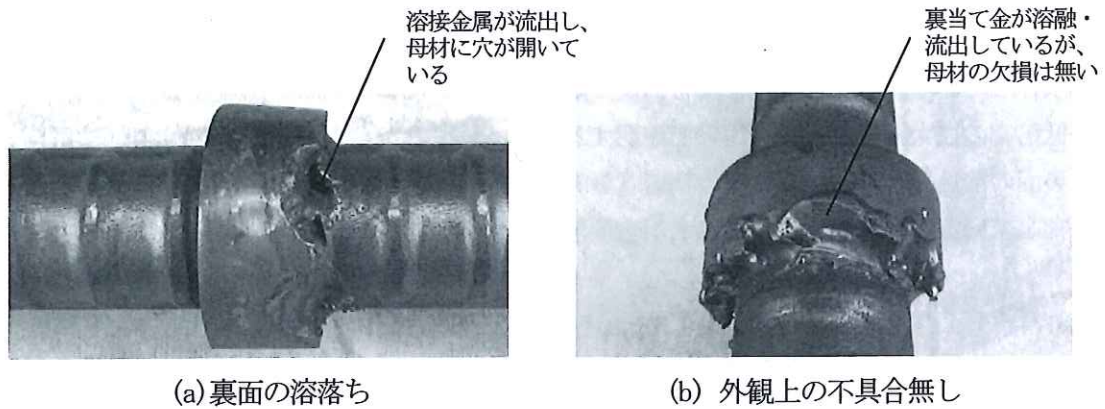 溶接金属が流出し、
母材に穴が開いて
いる
裏当て金が溶融・
流出しているが、
母材の欠損は無い
(a) 裏面の溶落ち
(b) 外観上の不具合無し